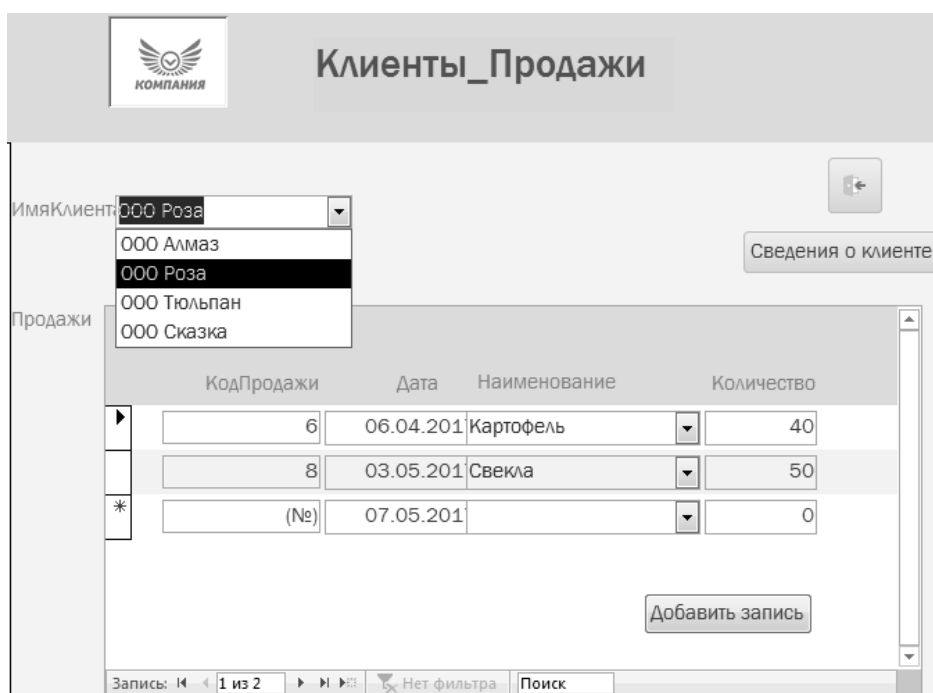 КОМПАНИЯ
Клиенты_Продажи
ИмяКлиента ООО Роза
ООО Алмаз
Сведения о клиенте
ООО Роза
ООО Тюльпан
Продажи
ООО Сказка
КодПродажи Дата Наименование Количество
6 06.04.201 Картофель 40
8 03.05.201 Свекла 50
* (№) 07.05.201 0
Добавить запись
Запись: 1 из 2 Нет фильтра Поиск